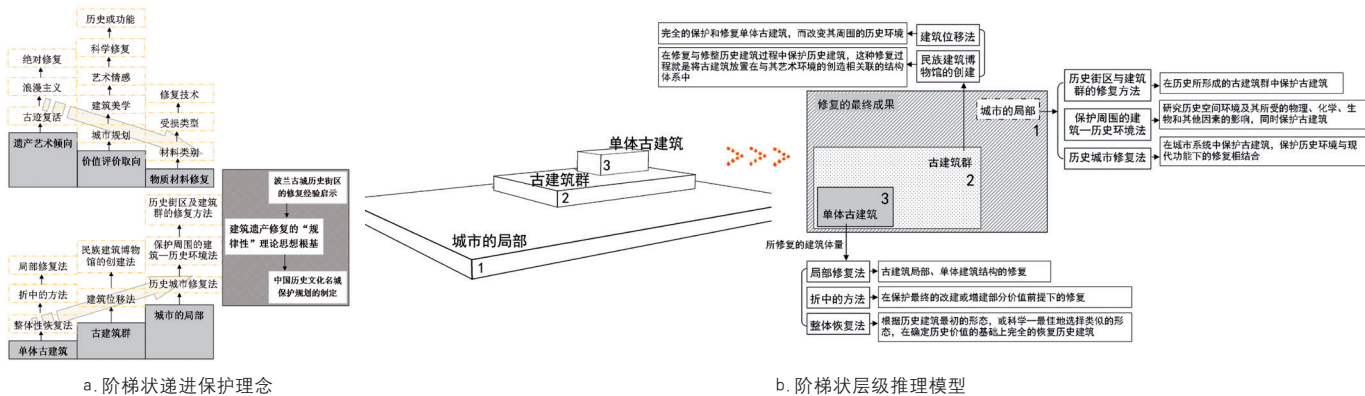 历史或功能
科学修复
艺术情感
建筑美学
城市规划
价值评价取向
绝对修复
浪漫主义
古迹复活
遗产艺术倾向
修复技术
受损类型
材料类别
物质材料修复
历史街区及建筑
群的修复方法
保护周围的建
筑—历史环境法
历史城市修复法
城市的局部
民族建筑博物
馆的创建法
建筑位移法
古建筑群
局部修复法
折中的方法
整体性恢复法
单体古建筑
波兰古城历史街区
的修复经验启示
建筑遗产修复的“规
律性”理论思想根基
中国历史文化名城
保护规划的制定
a. 阶梯状递进保护理念
单体古建筑
3
古建筑群
2
城市的局部
1
完全的保护和修复单体古建筑，而改变其周围的历史环境
建筑位移法
在修复与修整历史建筑过程中保护历史建筑，这种修复过
程就是将古建筑放置在与其艺术环境的创造相关联的结构
体系中
民族建筑博
物馆的创建
修复的最终成果
城市的局部
1
古建筑群
2
3
单体古建筑
历史街区与建筑
群的修复方法
在历史所形成的古建筑群中保护古建筑
保护周围的建
筑—历史环境法
研究历史空间环境及其所受的物理、化学、生
物和其他因素的影响，同时保护古建筑
历史城市修复法
在城市系统中保护古建筑，保护历史环境与现
代功能下的修复相结合
所修复的建筑体量
局部修复法
古建筑局部、单体建筑结构的修复
折中的方法
在保护最终的改建或增建部分价值前提下的修复
整体恢复法
根据历史建筑最初的形态，或科学—最佳地选择类似的形
态，在确定历史价值的基础上完全的恢复历史建筑
b. 阶梯状层级推理模型